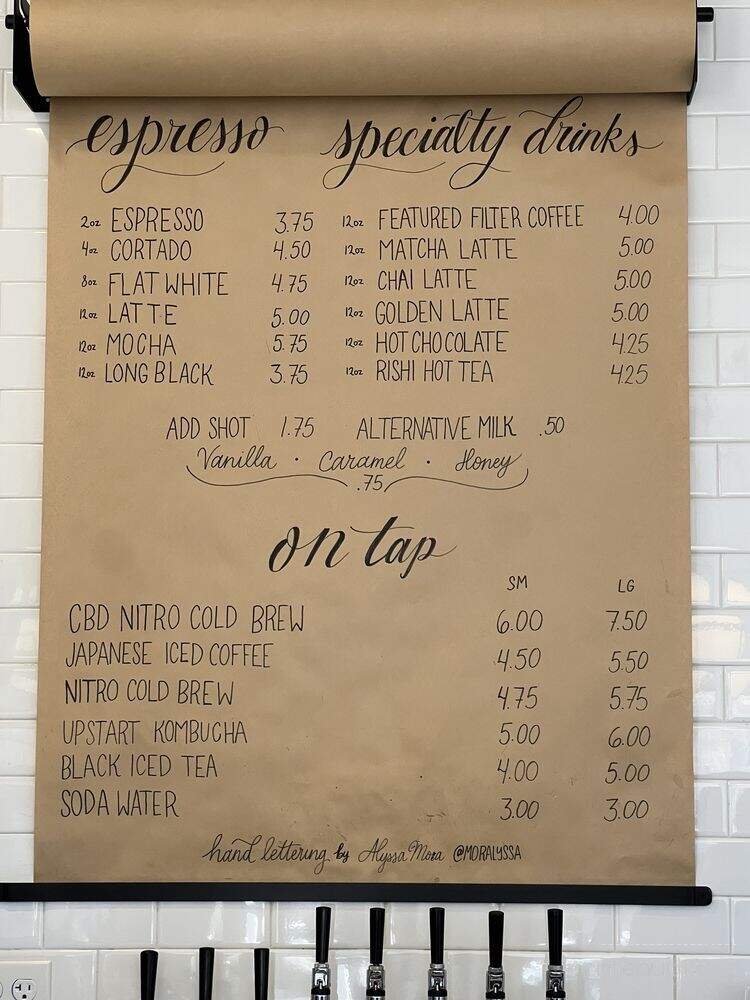 espresso
2oz ESPRESSO 3.75
4oz CORTADO 4.50
8oz FLAT WHITE 4.75
12oz LATTE 5.00
12oz MOCHA 5.75
12oz LONG BLACK 3.75
specialty drinks
12oz FEATURED FILTER COFFEE 4.00
12oz MATCHA LATTE 5.00
12oz CHAI LATTE 5.00
12oz GOLDEN LATTE 5.00
12oz HOT CHOCOLATE 4.25
12oz RISHI HOT TEA 4.25
ADD SHOT 1.75 ALTERNATIVE MILK .50
Vanilla · Caramel · Honey
.75
on tap
SM LG
CBD NITRO COLD BREW 6.00 7.50
JAPANESE ICED COFFEE 4.50 5.50
NITRO COLD BREW 4.75 5.75
UPSTART KOMBUCHA 5.00 6.00
BLACK ICED TEA 4.00 5.00
SODA WATER 3.00 3.00
hand lettering by Alyssa Mora @MORALYSSA